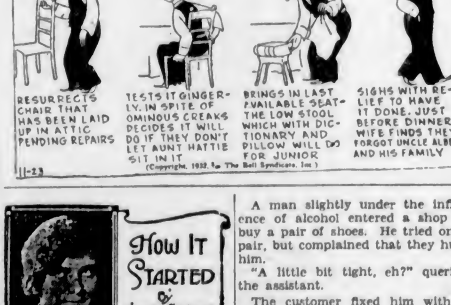 RESURRECTS
CHAIR THAT
HAS BEEN LAID
UP IN ATTIC
PENDING REPAIRS
TESTS IT GINGER-
LY. IN SPITE OF
OMINOUS CREAKS
DECIDES IT WILL
DO IF THEY DON'T
LET AUNT HATTIE
SIT IN IT
BRINGS IN LAST
AVAILABLE SEAT-
THE LOW STOOL
WHICH WITH DIC-
TIONARY AND
PILLOW WILL DO
FOR JUNIOR
SIGHS WITH RE-
LIEF TO HAVE
IT DONE. JUST
BEFORE DINNER
WIFE FINDS THEY
FORGOT UNCLE
AND HIS FAMILY
11-23
(Copyright, 1932, by The Bell Syndicate, Inc.)
How IT
STARTED
A man slightly under the infl
ence of alcohol entered a shop
buy a pair of shoes. He tried on
pair, but complained that they hu
him.
"A little bit tight, eh?" queri
the assistant.
The customer fixed him with